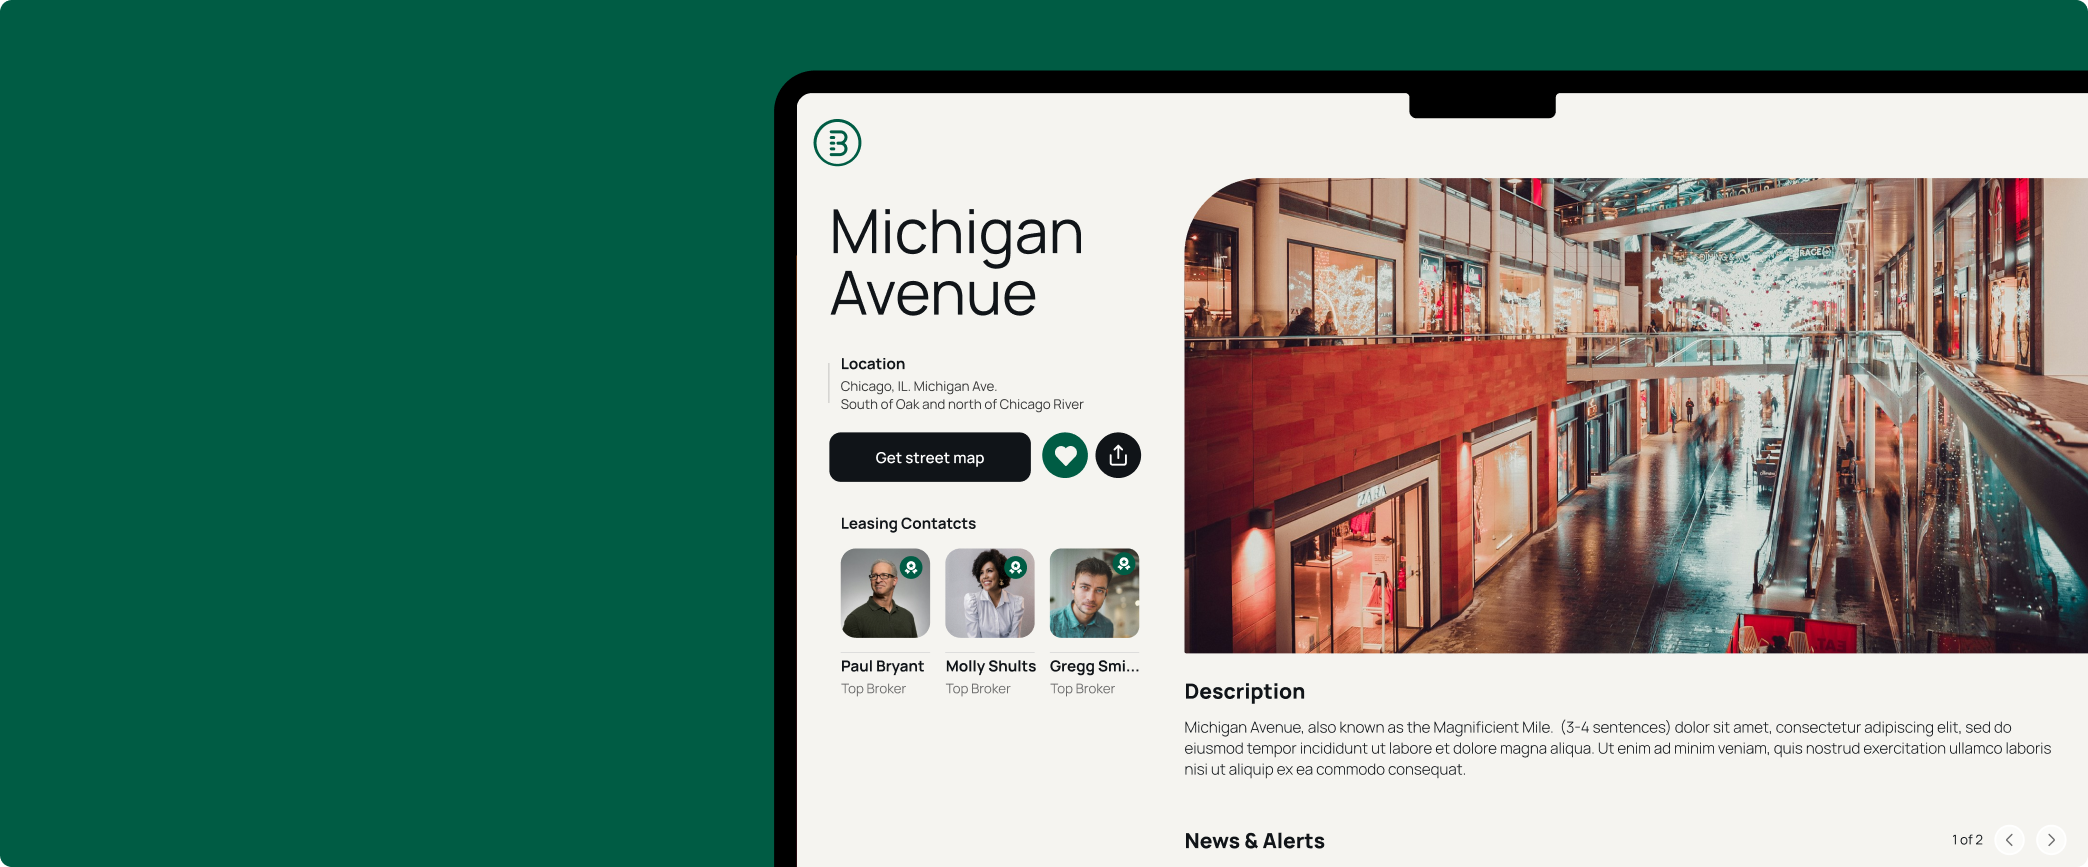 B
Michigan
Avenue
Location
Chicago, IL. Michigan Ave.
South of Oak and north of Chicago River
Get street map
Leasing Contatcts
Paul Bryant
Top Broker
Molly Shults
Top Broker
Gregg Smi...
Top Broker
ZARA
Description
Michigan Avenue, also known as the Magnificient Mile. (3-4 sentences) dolor sit amet, consectetur adipiscing elit, sed do
eiusmod tempor incididunt ut labore et dolore magna aliqua. Ut enim ad minim veniam, quis nostrud exercitation ullamco laboris
nisi ut aliquip ex ea commodo consequat.
News & Alerts
1 of 2